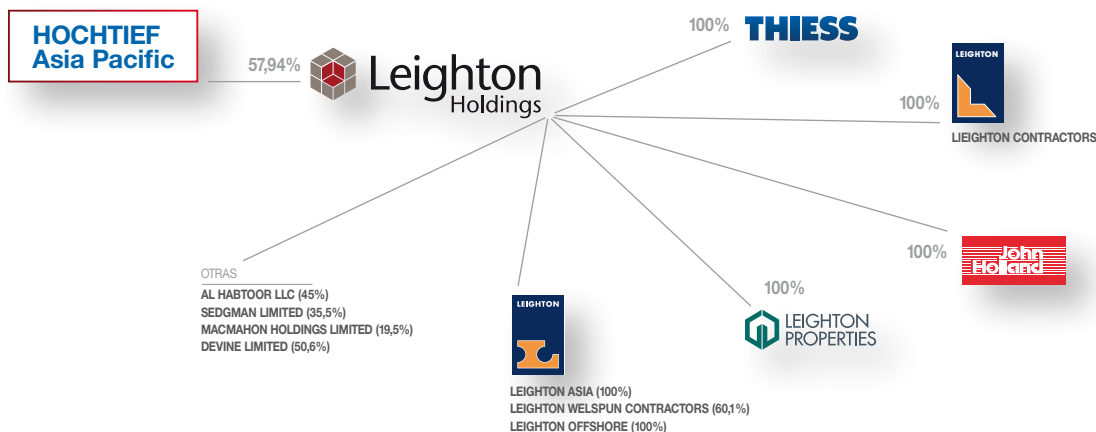 HOCHTIEF
Asia Pacific
57,94%
Leighton
Holdings
100%
THIESS
100%
LEIGHTON
LIEIGHTON CONTRACTORS
100%
John
Holland
100%
LEIGHTON
PROPERTIES
LEIGHTON
LEIGHTON ASIA (100%)
LEIGHTON WELSPUN CONTRACTORS (60,1%)
LEIGHTON OFFSHORE (100%)
OTRAS
AL HABTOOR LLC (45%)
SEDGMAN LIMITED (35,5%)
MACMAHON HOLDINGS LIMITED (19,5%)
DEVINE LIMITED (50,6%)